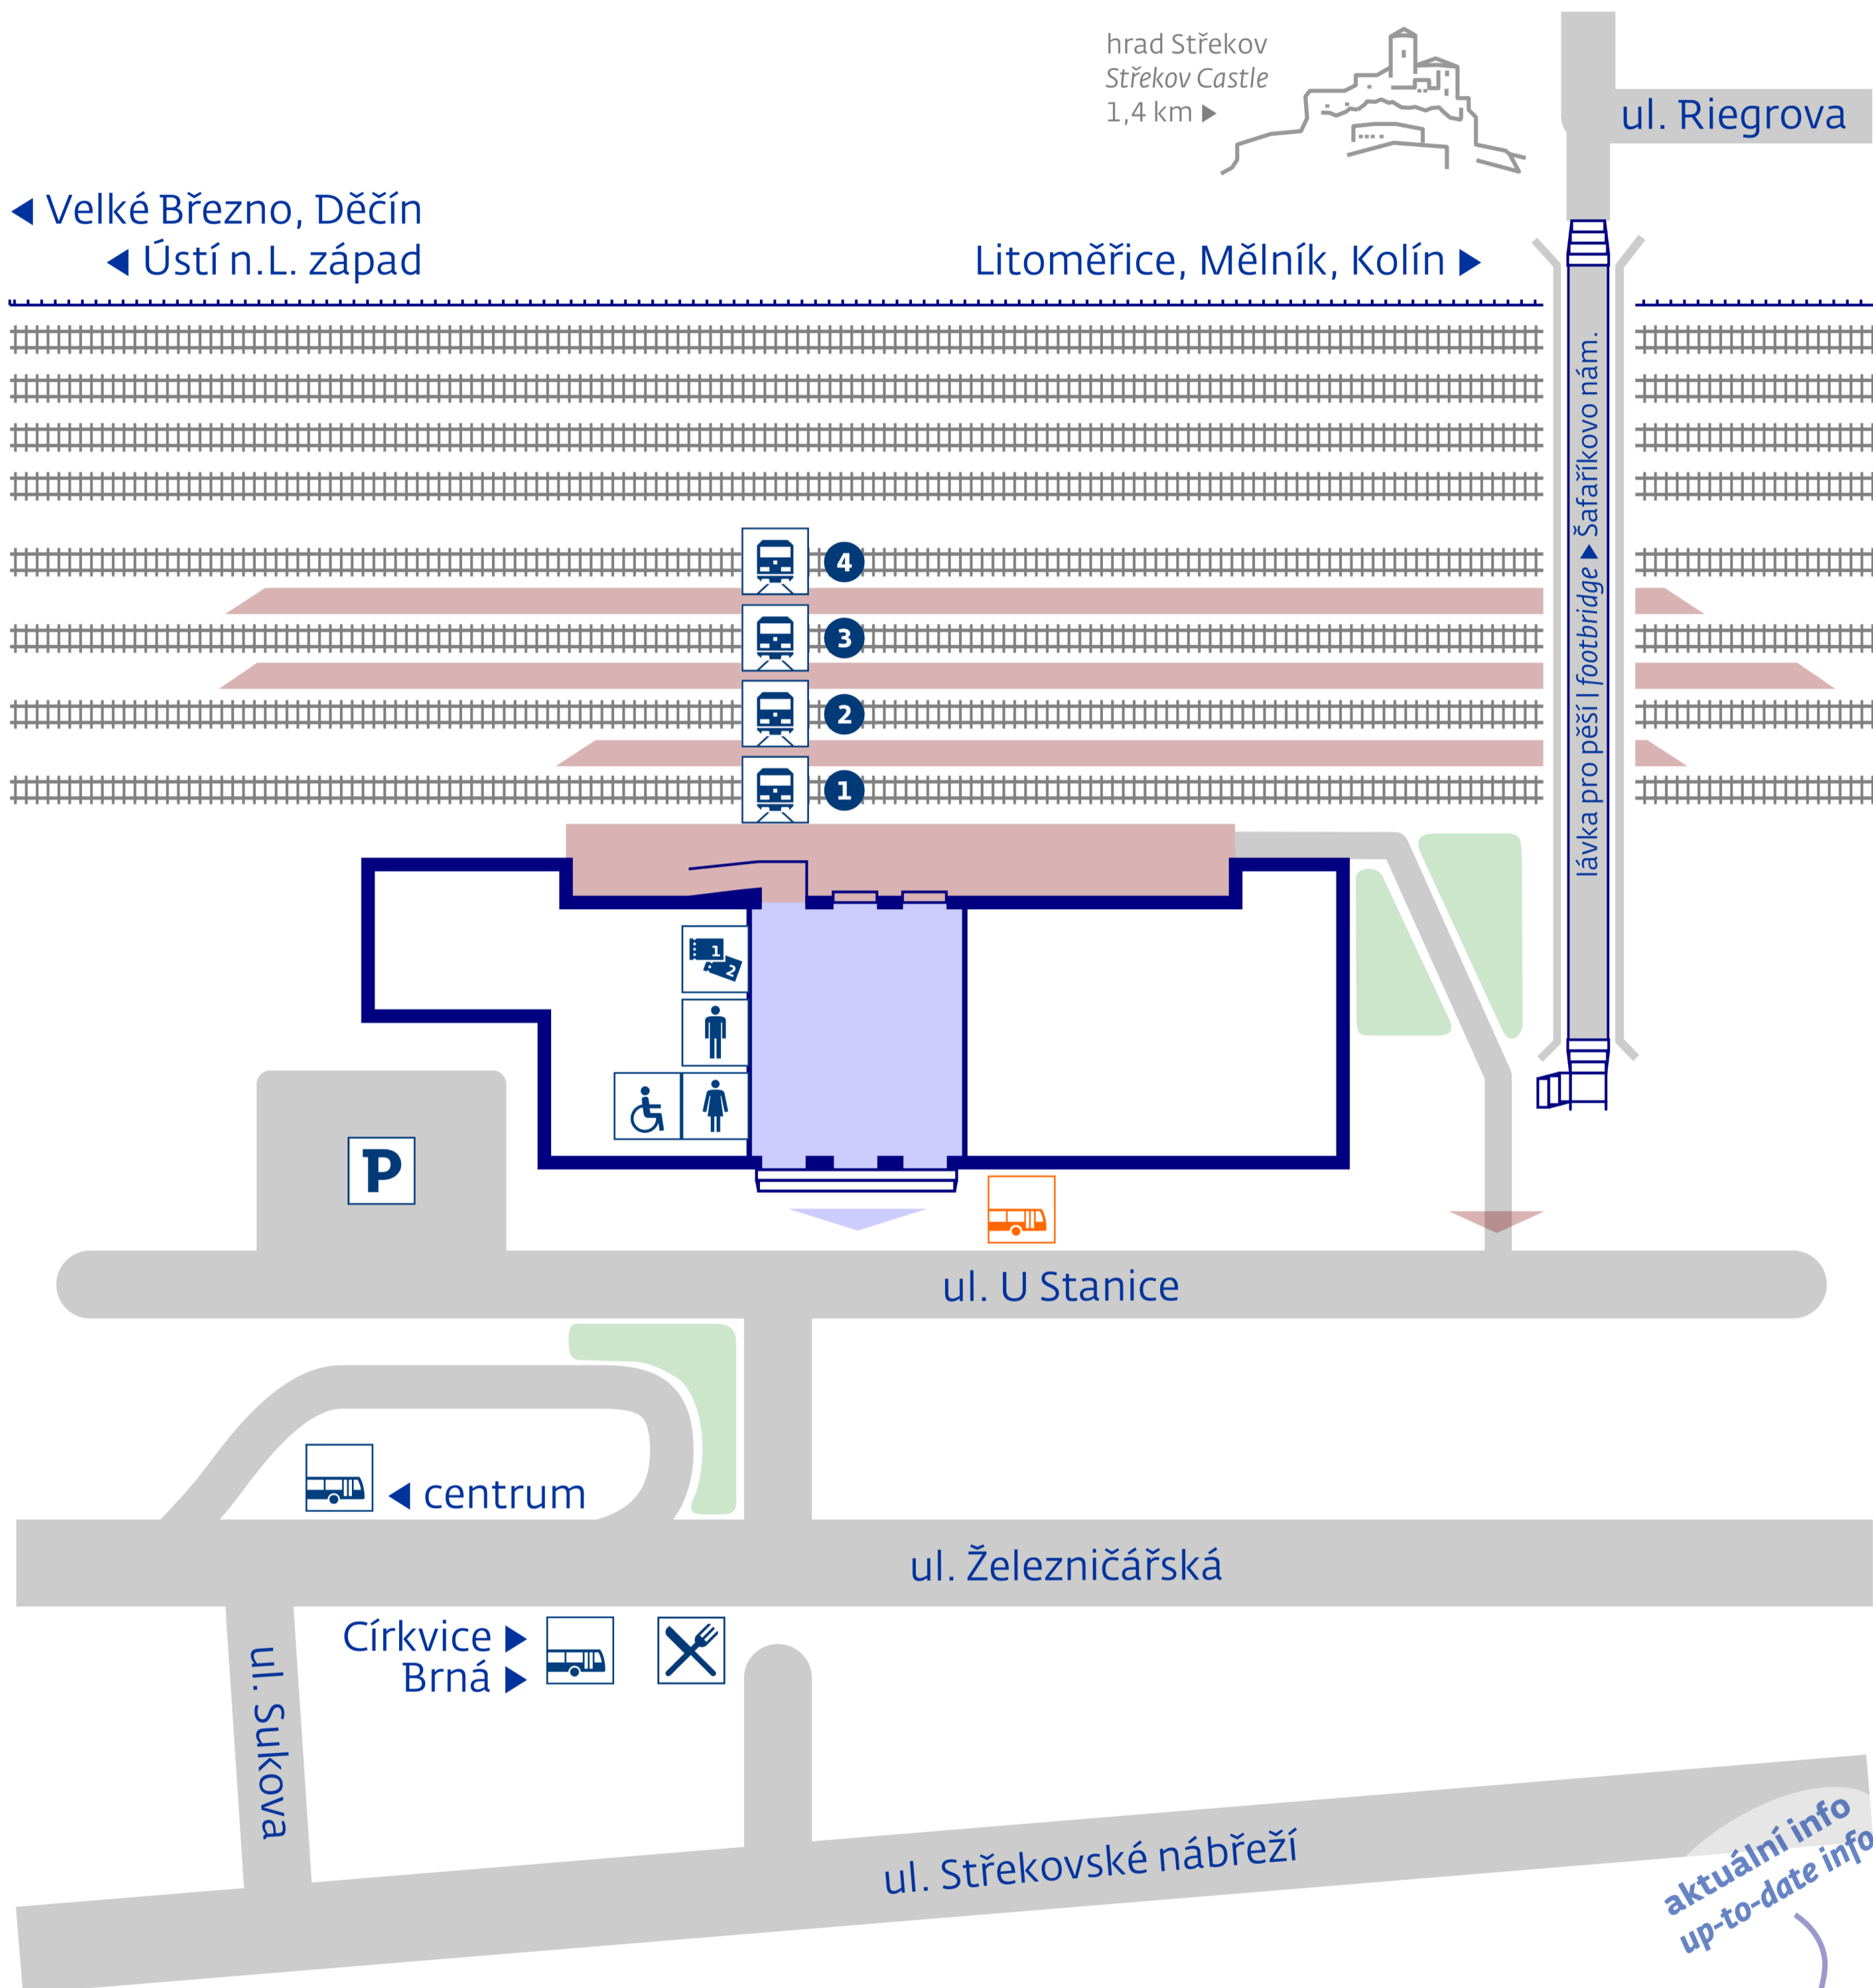 hrad Střekov
Střekov Castle
1,4 km ►
ul. Riegrova
◄ Velké Březno, Děčín
◄ Ústí n.L. západ
Litoměřice, Mělník, Kolín ►
lávka pro pěší | footbridge ► Šafaříkovo nám.
4
3
2
1
1
2
P
ul. U Stanice
◄ centrum
ul. Železničářská
Církvice ►
Brná ►
ul. Sukova
ul. Střekovské nábřeží
aktuální info
up-to-date info